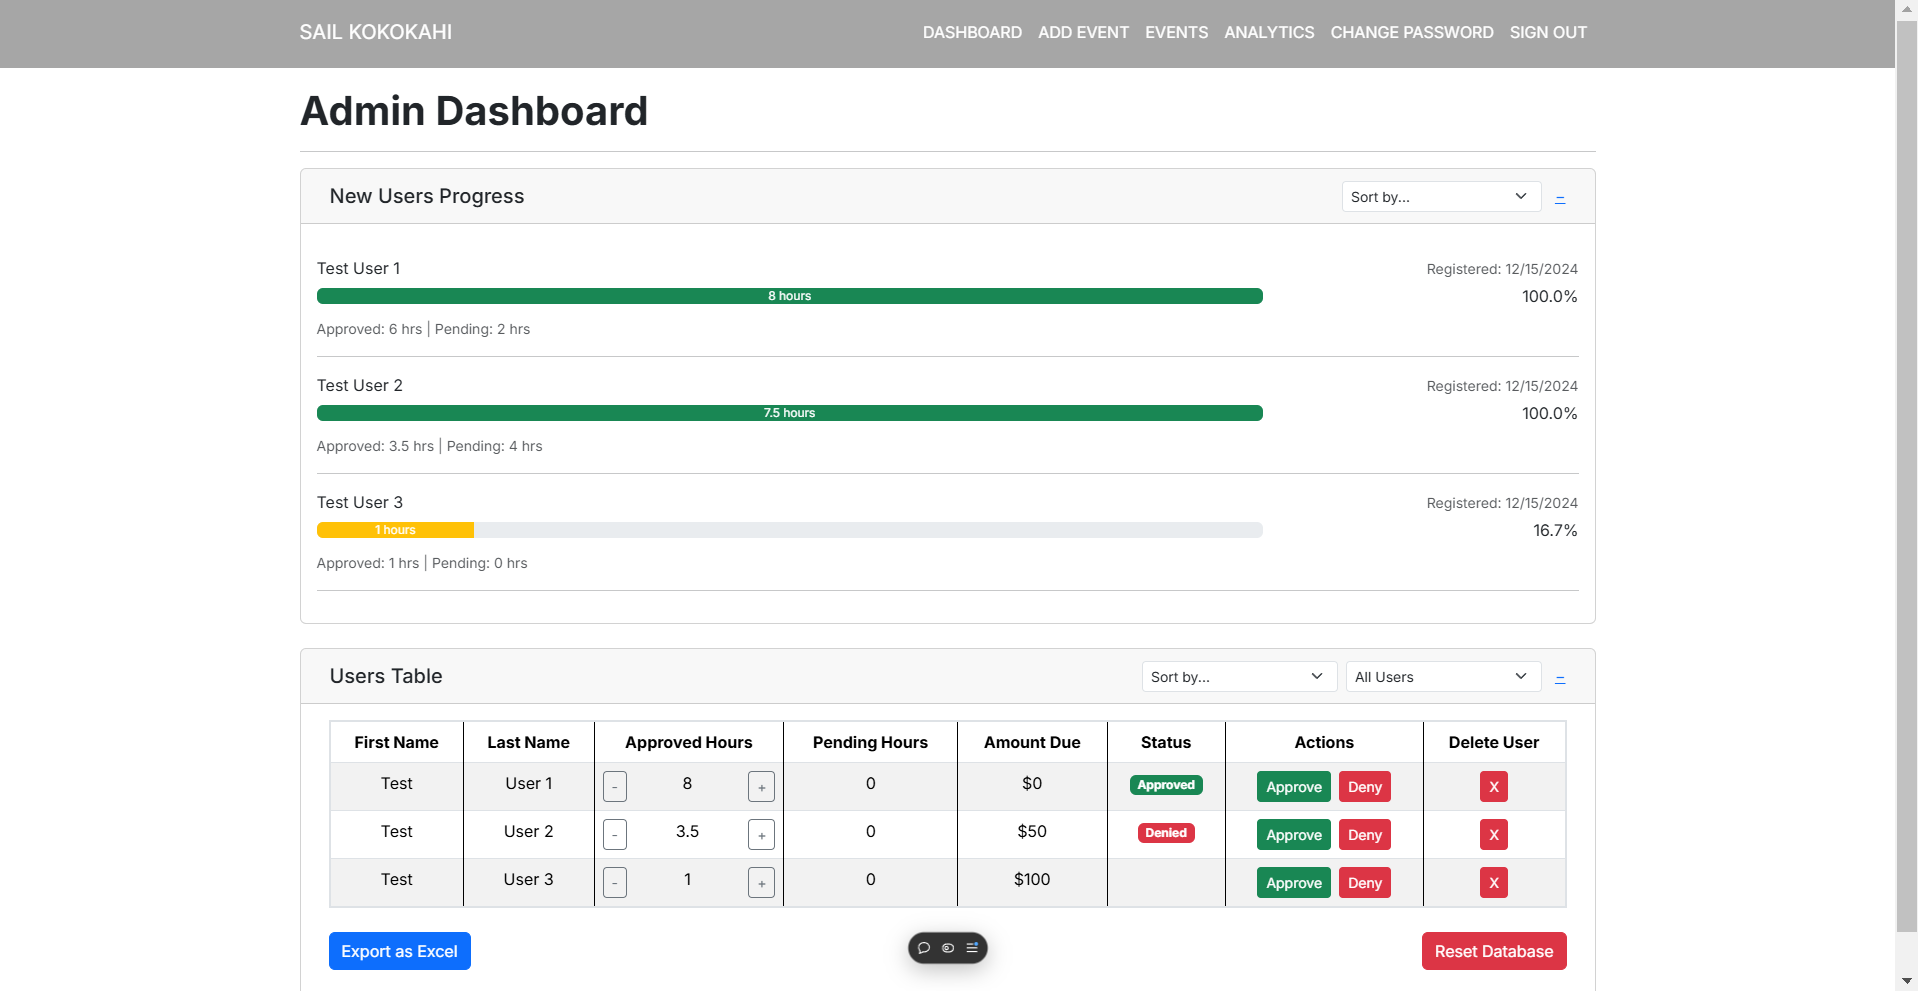 SAIL KOKOKAHI DASHBOARD ADD EVENT EVENTS ANALYTICS CHANGE PASSWORD SIGN OUT
Admin Dashboard
New Users Progress Sort by... –
Test User 1 Registered: 12/15/2024
8 hours 100.0%
Approved: 6 hrs | Pending: 2 hrs
Test User 2 Registered: 12/15/2024
7.5 hours 100.0%
Approved: 3.5 hrs | Pending: 4 hrs
Test User 3 Registered: 12/15/2024
1 hours 16.7%
Approved: 1 hrs | Pending: 0 hrs
Users Table Sort by... All Users –
First Name Last Name Approved Hours Pending Hours Amount Due Status Actions Delete User
Test User 1 - 8 + 0 $0 Approved Approve Deny X
Test User 2 - 3.5 + 0 $50 Denied Approve Deny X
Test User 3 - 1 + 0 $100 Approve Deny X
Export as Excel Reset Database